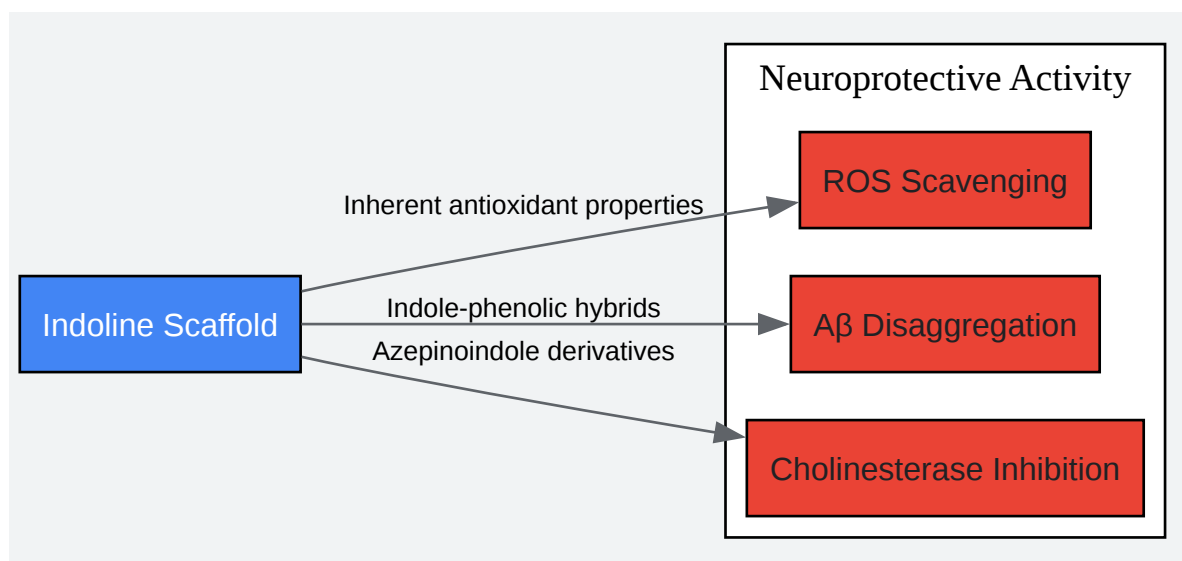 Neuroprotective Activity
ROS Scavenging
Inherent antioxidant properties
Indoline Scaffold
Indole-phenolic hybrids
Aβ Disaggregation
Azepinoindole derivatives
Cholinesterase Inhibition